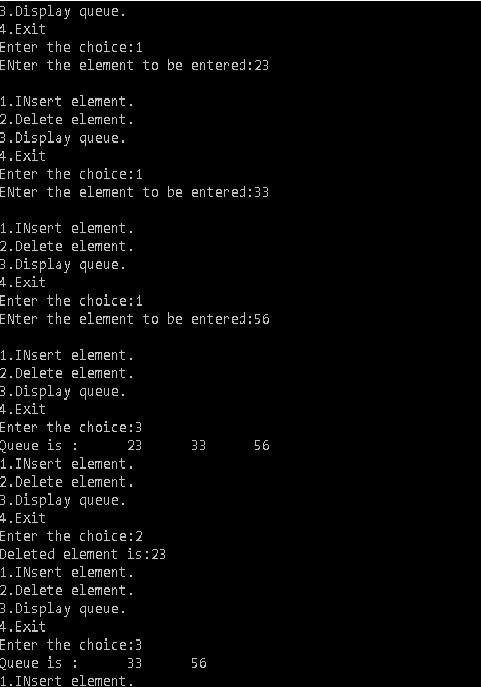 3.Display queue.
4.Exit
Enter the choice:1
ENter the element to be entered:23
1.INsert element.
2.Delete element.
3.Display queue.
4.Exit
Enter the choice:1
ENter the element to be entered:33
1.INsert element.
2.Delete element.
3.Display queue.
4.Exit
Enter the choice:1
ENter the element to be entered:56
1.INsert element.
2.Delete element.
3.Display queue.
4.Exit
Enter the choice:3
Queue is :      23      33      56
1.INsert element.
2.Delete element.
3.Display queue.
4.Exit
Enter the choice:2
Deleted element is:23
1.INsert element.
2.Delete element.
3.Display queue.
4.Exit
Enter the choice:3
Queue is :      33      56
1.INsert element.